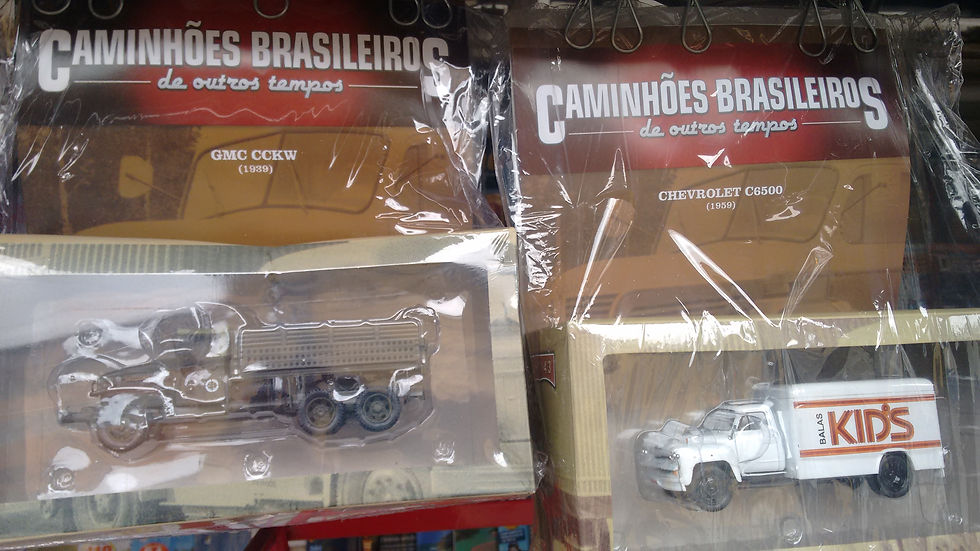 CAMINHÕES BRASILEIROS
de outros tempos
GMC CCKW
(1939)
CAMINHÕES BRASILEIROS
de outros tempos
CHEVROLET C6500
(1959)
BALAS
KID'S